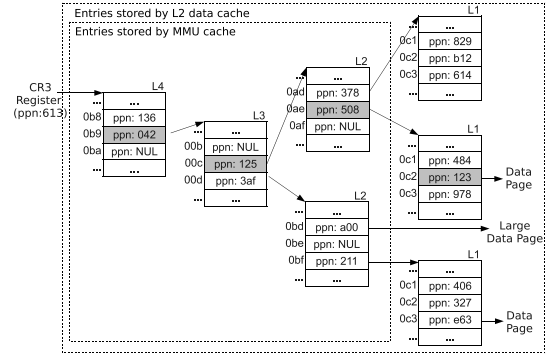 Entries stored by L2 data cache
Entries stored by MMU cache
CR3
Register
(ppn:613)
L4
...
...
0b8 ppn: 136
0b9 ppn: 042
0ba ppn: NUL
...
...
L3
...
...
00b ppn: NUL
00c ppn: 125
00d ppn: 3af
...
...
L2
...
...
0ad ppn: 378
0ae ppn: 508
0af ppn: NUL
...
...
L2
...
...
0bd ppn: a00
0be ppn: NUL
0bf ppn: 211
...
...
L1
...
...
0c1 ppn: 829
0c2 ppn: b12
0c3 ppn: 614
...
...
L1
...
...
0c1 ppn: 484
0c2 ppn: 123
0c3 ppn: 978
...
...
Data
Page
Large
Data Page
L1
...
...
0c1 ppn: 406
0c2 ppn: 327
0c3 ppn: e63
...
...
Data
Page